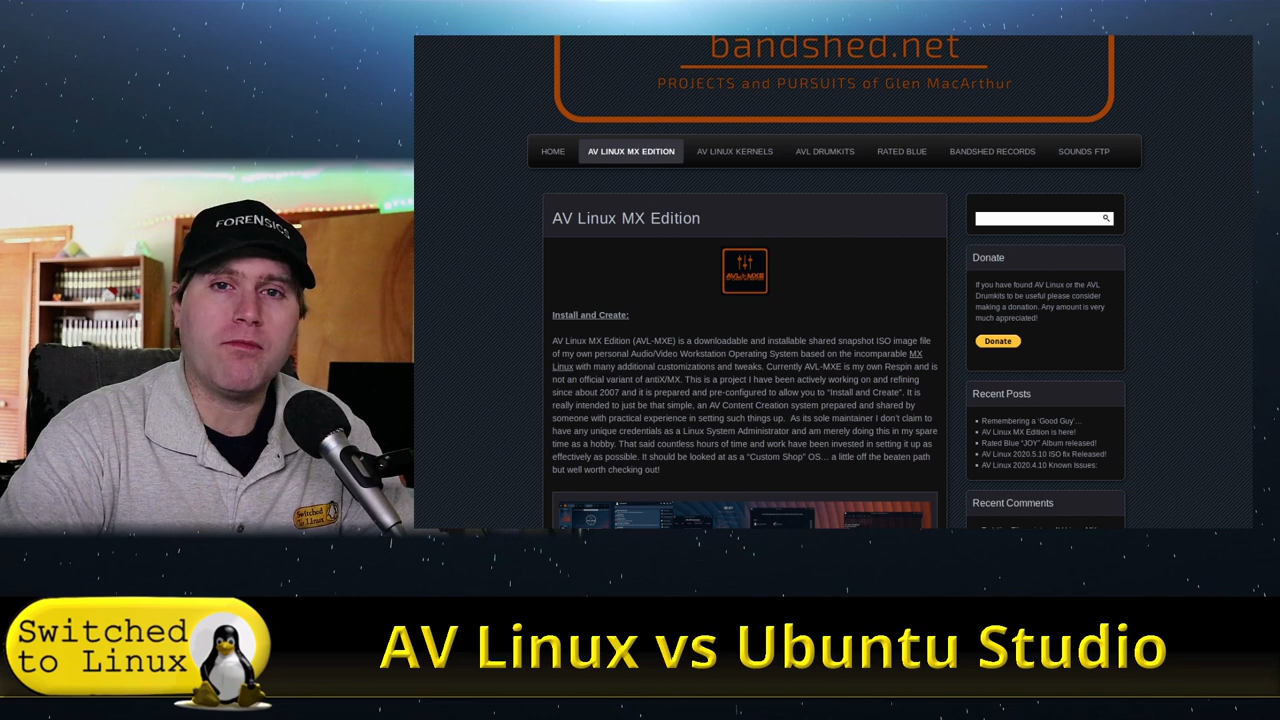 bandshed.net
PROJECTS and PURSUITS of Glen MacArthur
HOME AV LINUX MX EDITION AV LINUX KERNELS AVL DRUMKITS RATED BLUE BANDSHED RECORDS SOUNDS FTP
AV Linux MX Edition
AVL-MXE
Install and Create:
AV Linux MX Edition (AVL-MXE) is a downloadable and installable shared snapshot ISO image file
of my own personal Audio/Video Workstation Operating System based on the incomparable MX
Linux with many additional customizations and tweaks. Currently AVL-MXE is my own Respin and is
not an official variant of antiX/MX. This is a project I have been actively working on and refining
since about 2007 and it is prepared and pre-configured to allow you to “Install and Create”. It is
really intended to just be that simple, an AV Content Creation system prepared and shared by
someone with practical experience in setting such things up. As its sole maintainer I don’t claim to
have any unique credentials as a Linux System Administrator and am merely doing this in my spare
time as a hobby. That said countless hours of time and work have been invested in setting it up as
effectively as possible. It should be looked at as a “Custom Shop” OS… a little off the beaten path
but well worth checking out!
Donate
If you have found AV Linux or the AVL
Drumkits to be useful please consider
making a donation. Any amount is very
much appreciated!
Donate
Recent Posts
Remembering a ‘Good Guy’…
AV Linux MX Edition is here!
Rated Blue “JOY” Album released!
AV Linux 2020.5.10 ISO fix Released!
AV Linux 2020.4.10 Known Issues:
Recent Comments
FORENSICS
Switched
to Linux
Switched
to Linux
AV Linux vs Ubuntu Studio